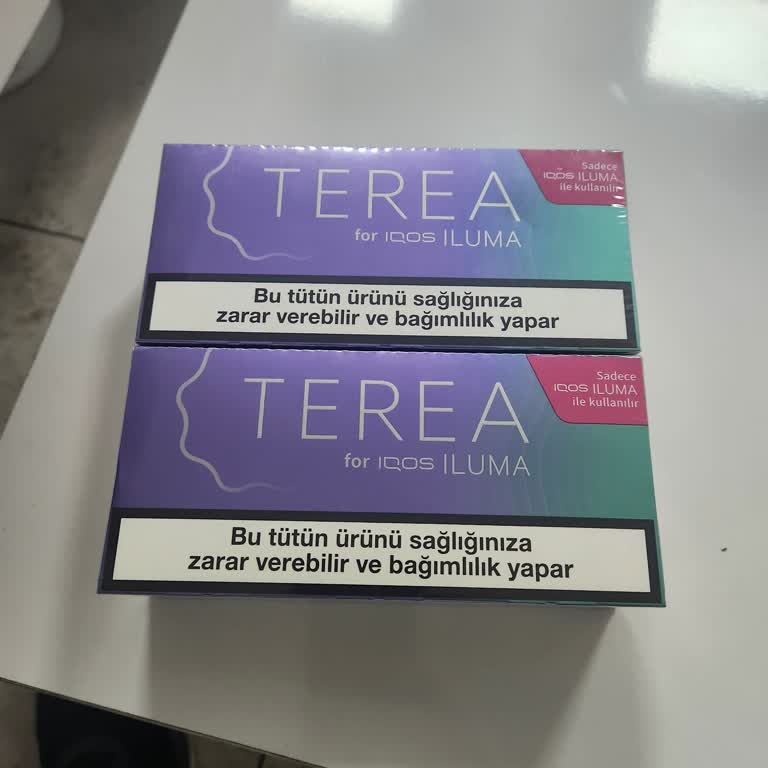 TEREA
for IQOS ILUMA
Sadece
IQOS ILUMA
ile kullanılır
Bu tütün ürünü sağlığınıza
zarar verebilir ve bağımlılık yapar
TEREA
for IQOS ILUMA
Sadece
IQOS ILUMA
ile kullanılır
Bu tütün ürünü sağlığınıza
zarar verebilir ve bağımlılık yapar